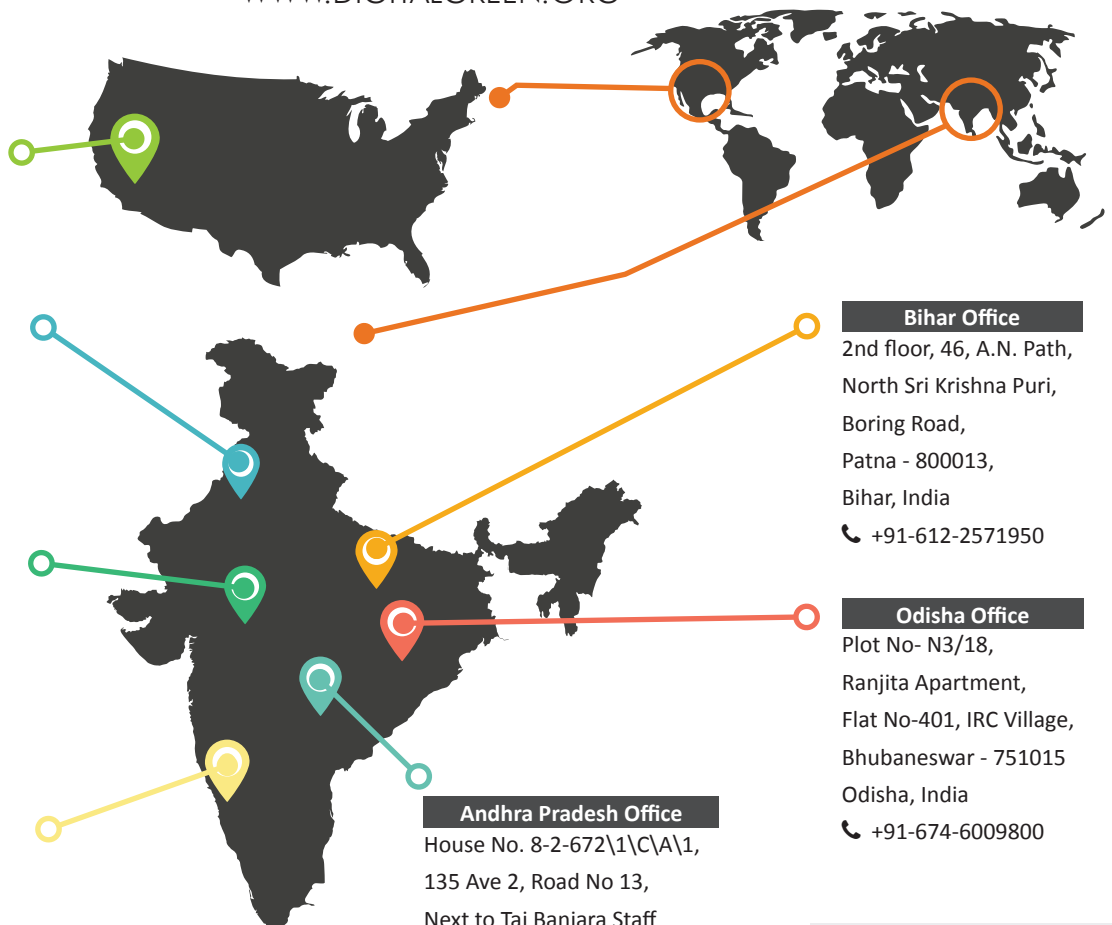 WWW.DIGITALGREEN.ORG
Bihar Office
2nd floor, 46, A.N. Path,
North Sri Krishna Puri,
Boring Road,
Patna - 800013,
Bihar, India
+91-612-2571950
Odisha Office
Plot No- N3/18,
Ranjita Apartment,
Flat No-401, IRC Village,
Bhubaneswar - 751015
Odisha, India
+91-674-6009800
Andhra Pradesh Office
House No. 8-2-672\1\C\A\1,
135 Ave 2, Road No 13,
Next to Taj Banjara Staff